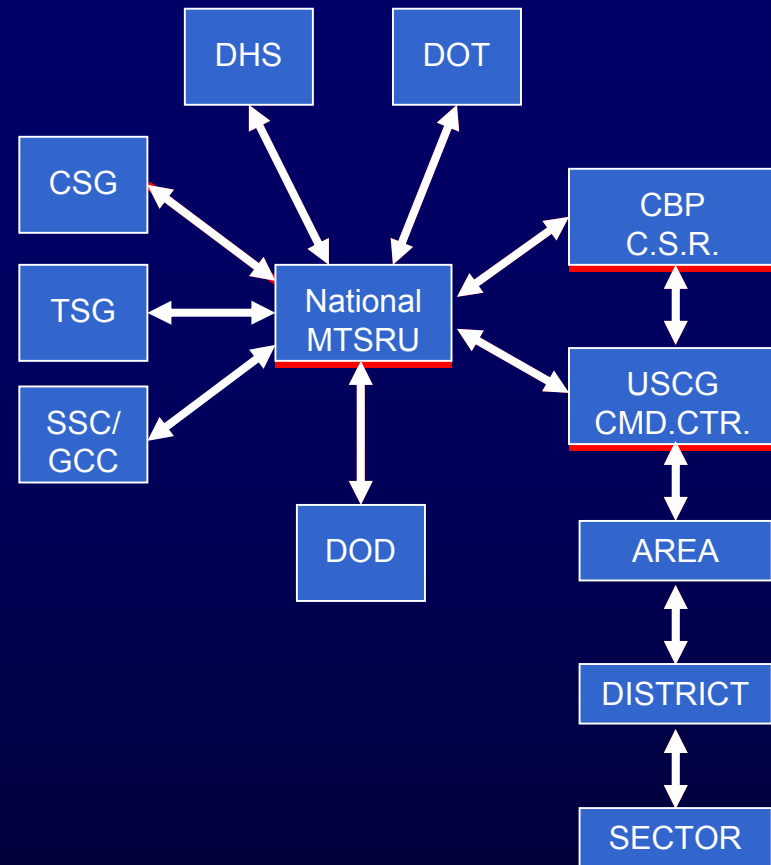 DHS
DOT
CSG
CBP
C.S.R.
TSG
National
MTSRU
USCG
CMD.CTR.
SSC/
GCC
DOD
AREA
DISTRICT
SECTOR